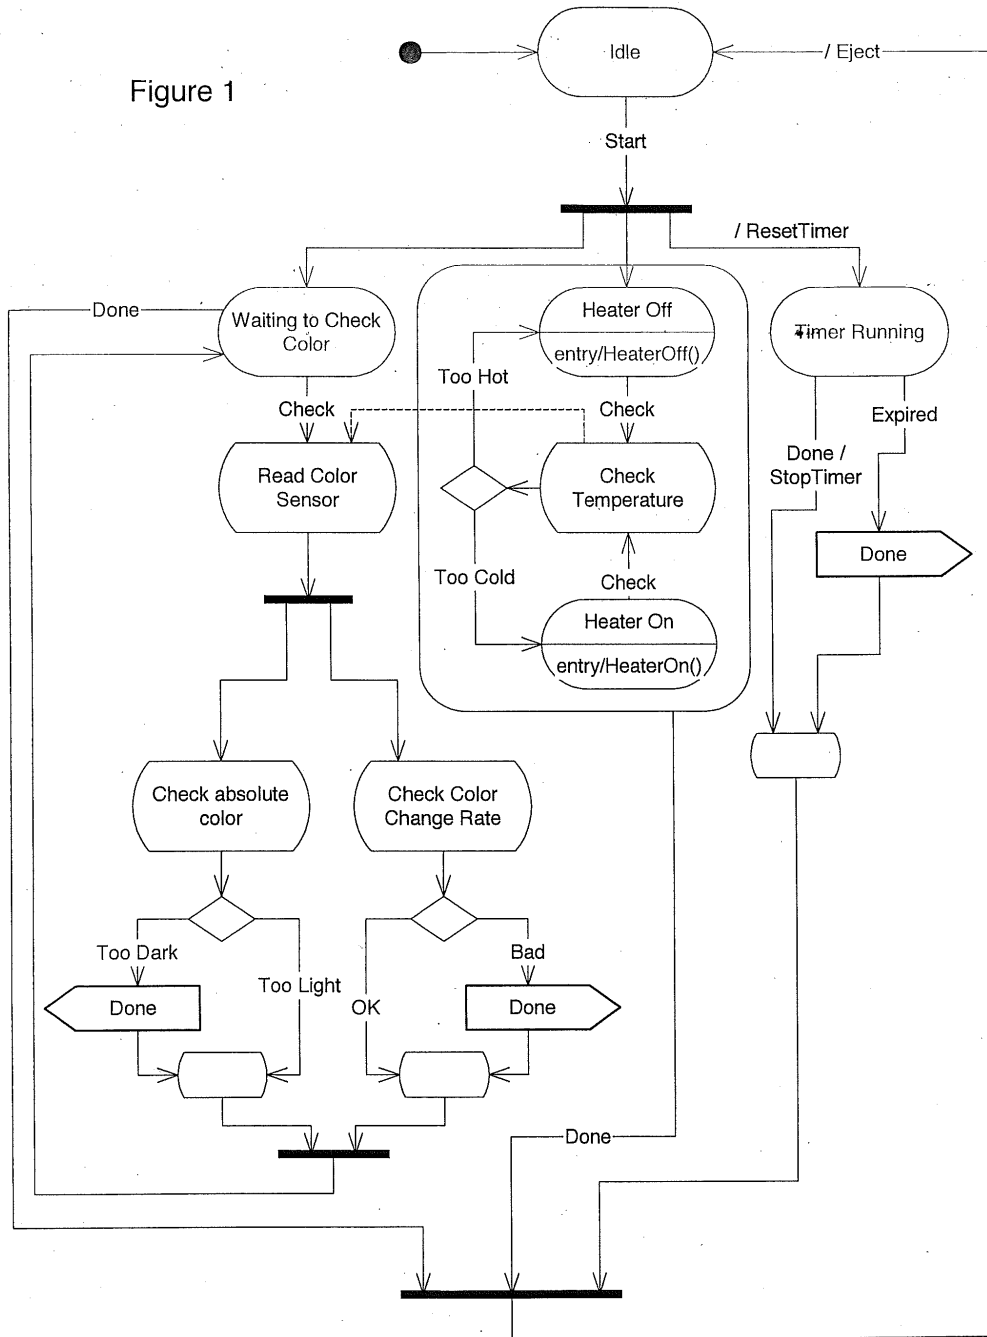 Figure 1
Idle
/ Eject
Start
/ ResetTimer
Done
Waiting to Check
Color
Heater Off
entry/HeaterOff()
Timer Running
Too Hot
Check
Check
Expired
Read Color
Sensor
Check
Temperature
Done /
StopTimer
Done
Too Cold
Check
Heater On
entry/HeaterOn()
Check absolute
color
Check Color
Change Rate
Too Dark
Too Light
OK
Bad
Done
Done
Done